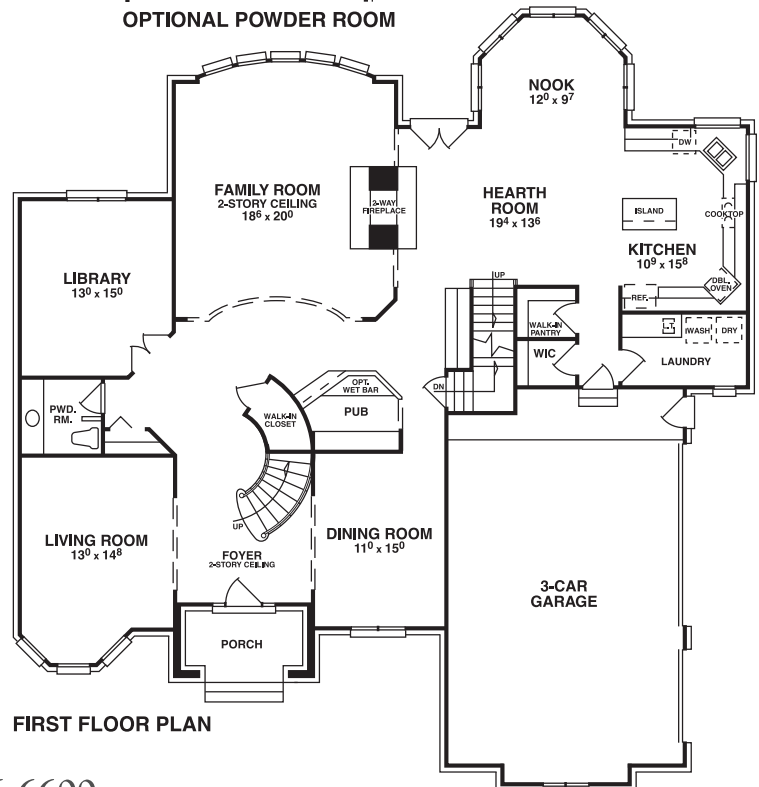 OPTIONAL POWDER ROOM
NOOK
12⁰ x 9⁷
DW
FAMILY ROOM
2-STORY CEILING
18⁶ x 20⁰
2-WAY
FIREPLACE
HEARTH
ROOM
19⁴ x 13⁶
ISLAND
COOKTOP
KITCHEN
10⁹ x 15⁸
LIBRARY
13⁰ x 15⁰
UP
REF.
DBL.
OVEN
WALK-IN
PANTRY
L.T.
WASH
DRY
WIC
LAUNDRY
DN
OPT.
WET BAR
PUB
PWD.
RM.
WALK-IN
CLOSET
UP
LIVING ROOM
13⁰ x 14⁸
DINING ROOM
11⁰ x 15⁰
FOYER
2-STORY CEILING
3-CAR
GARAGE
PORCH
FIRST FLOOR PLAN